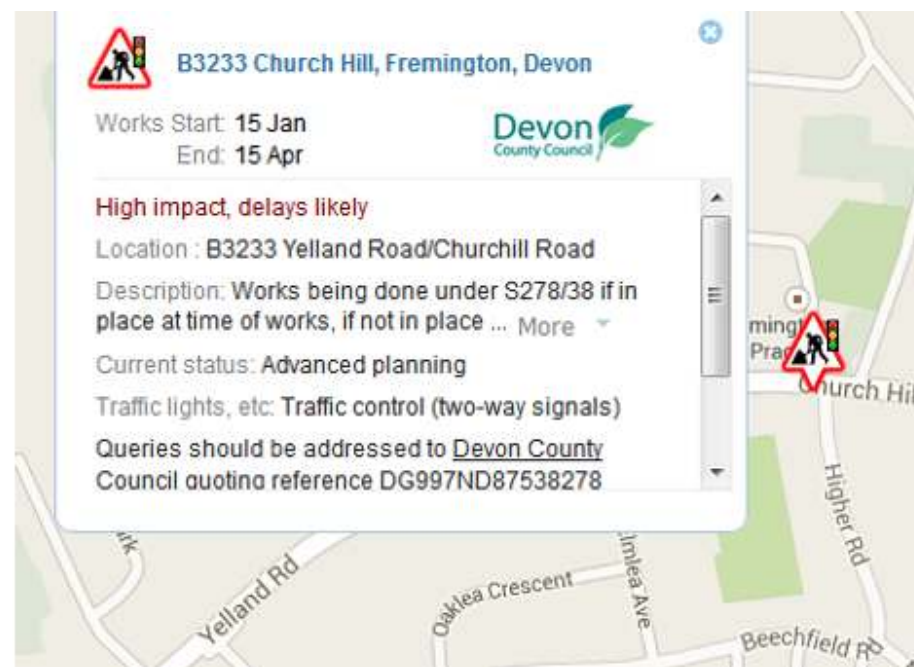 B3233 Church Hill, Fremington, Devon
Works Start: 15 Jan
End: 15 Apr
Devon
County Council
High impact, delays likely
Location : B3233 Yelland Road/Churchill Road
Description: Works being done under S278/38 if in
place at time of works, if not in place ... More
Current status: Advanced planning
Traffic lights, etc: Traffic control (two-way signals)
Queries should be addressed to Devon County
Council quoting reference DG997ND87538278
Church Hil
Higher Rd
Yelland Rd
Oaklea Crescent
lmlea Ave
Beechfield Rd